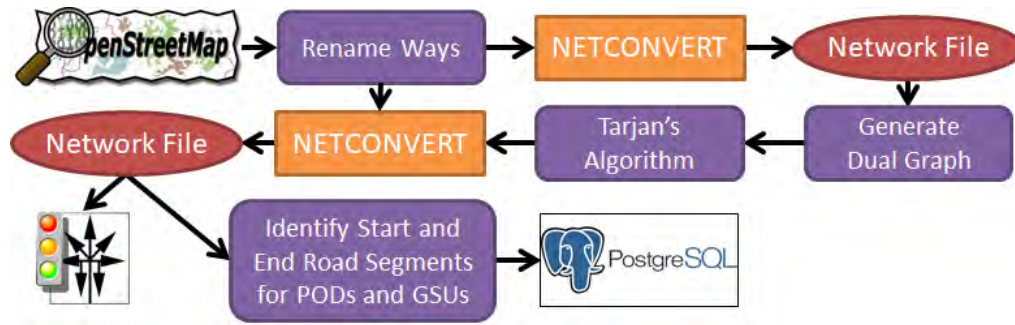 penStreetMap
Rename Ways
NETCONVERT
Network File
Network File
NETCONVERT
Tarjan's
Algorithm
Generate
Dual Graph
Identify Start and
End Road Segments
for PODs and GSUs
PostgreSQL